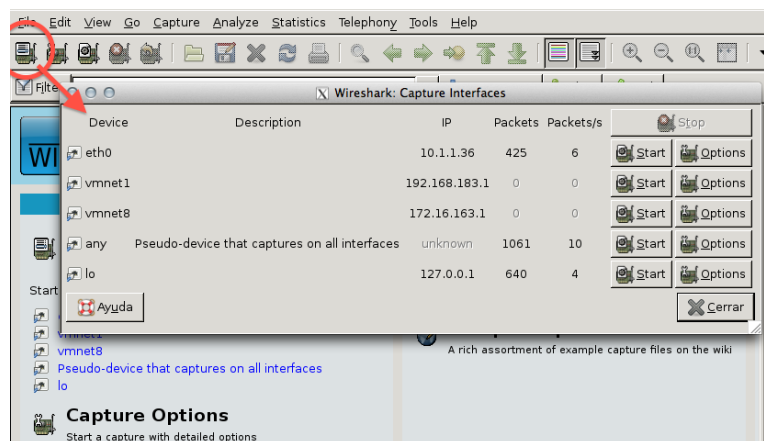 File Edit View Go Capture Analyze Statistics Telephony Tools Help
Filte
Wireshark: Capture Interfaces
Device Description IP Packets Packets/s Stop
eth0 10.1.1.36 425 6 Start Options
vmnet1 192.168.183.1 0 0 Start Options
vmnet8 172.16.163.1 0 0 Start Options
any Pseudo-device that captures on all interfaces unknown 1061 10 Start Options
lo 127.0.0.1 640 4 Start Options
Ayuda Cerrar
WI
Start
vmnet1
vmnet8
Pseudo-device that captures on all interfaces
lo
A rich assortment of example capture files on the wiki
Capture Options
Start a capture with detailed options